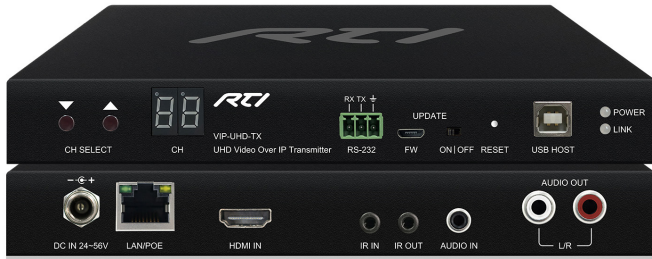 RTI
RTI
VIP-UHD-TX
UHD Video Over IP Transmitter
CH SELECT
CH
88
RX TX
RS-232
UPDATE
FW
ON|OFF
RESET
USB HOST
POWER
LINK
DC IN 24~56V
LAN/POE
HDMI IN
IR IN
IR OUT
AUDIO IN
AUDIO OUT
L/R